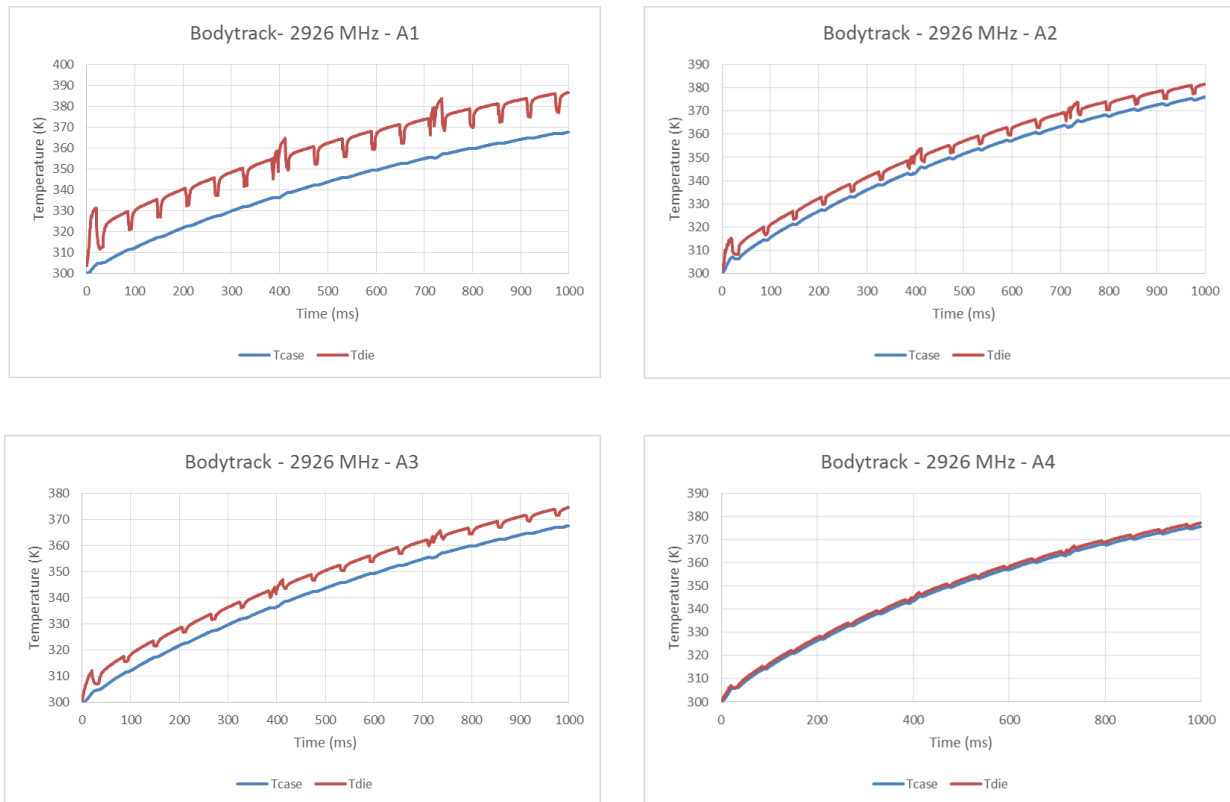 Bodytrack- 2926 MHz - A1
400
390
380
370
360
350
340
330
320
310
300
Temperature (K)
0 100 200 300 400 500 600 700 800 900 1000
Time (ms)
Tcase Tdie
Bodytrack - 2926 MHz - A2
390
380
370
360
350
340
330
320
310
300
Temperature (K)
0 100 200 300 400 500 600 700 800 900 1000
Time (ms)
Tcase Tdie
Bodytrack - 2926 MHz - A3
380
370
360
350
340
330
320
310
300
Temperature (K)
0 100 200 300 400 500 600 700 800 900 1000
Time (ms)
Tcase Tdie
Bodytrack - 2926 MHz - A4
390
380
370
360
350
340
330
320
310
300
Temperature (K)
0 200 400 600 800 1000
Time (ms)
Tcase Tdie